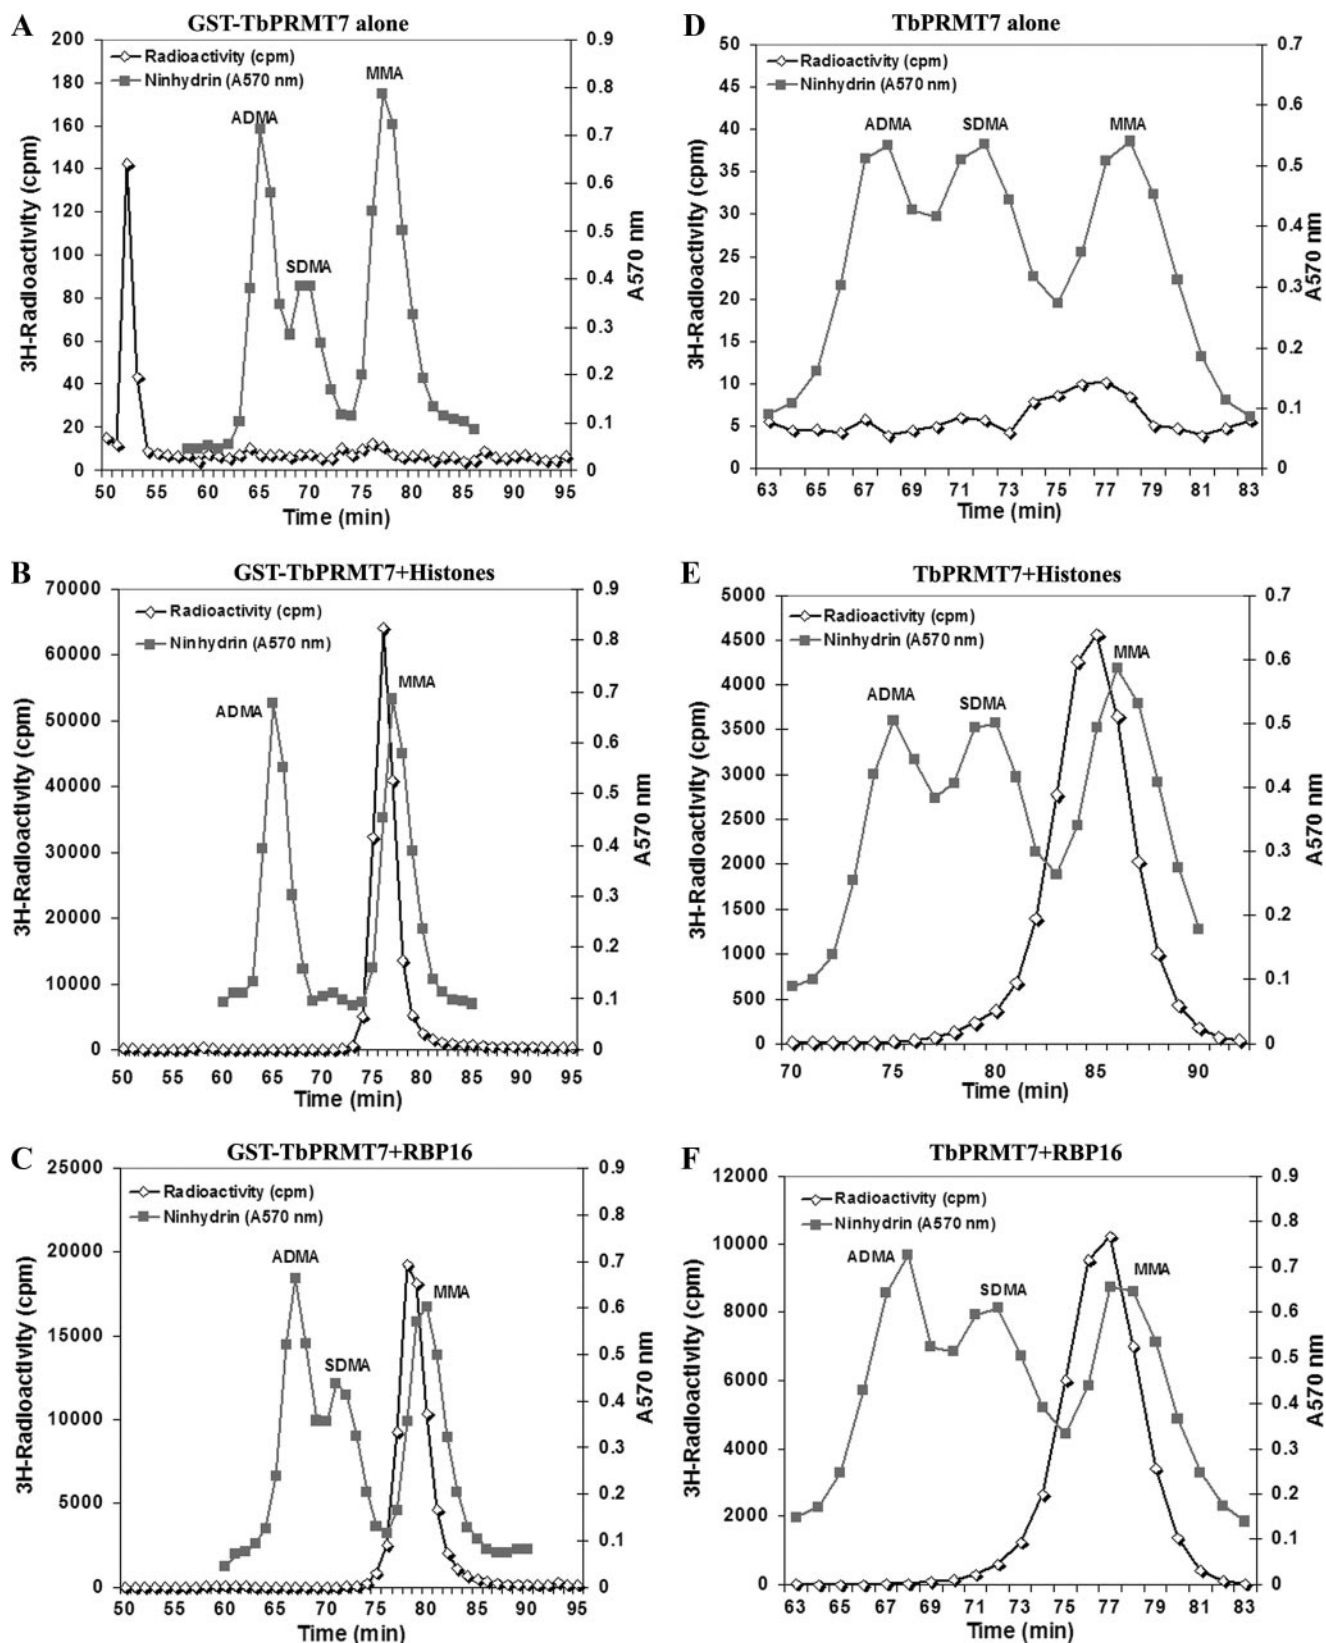 A
GST-TbPRMT7 alone
200
180
160
140
120
100
80
60
40
20
0
0.9
0.8
0.7
0.6
0.5
0.4
0.3
0.2
0.1
0
Radioactivity (cpm)
Ninhydrin (A570 nm)
ADMA
SDMA
MMA
3H-Radioactivity (cpm)
A570 nm
50 55 60 65 70 75 80 85 90 95
Time (min)
D
TbPRMT7 alone
50
45
40
35
30
25
20
15
10
5
0
0.7
0.6
0.5
0.4
0.3
0.2
0.1
0
Radioactivity (cpm)
Ninhydrin (A570 nm)
ADMA
SDMA
MMA
3H-Radioactivity (cpm)
A570 nm
63 65 67 69 71 73 75 77 79 81 83
Time (min)
B
GST-TbPRMT7+Histones
70000
60000
50000
40000
30000
20000
10000
0
0.9
0.8
0.7
0.6
0.5
0.4
0.3
0.2
0.1
0
Radioactivity (cpm)
Ninhydrin (A570 nm)
ADMA
MMA
3H-Radioactivity (cpm)
A570 nm
50 55 60 65 70 75 80 85 90 95
Time (min)
E
TbPRMT7+Histones
5000
4500
4000
3500
3000
2500
2000
1500
1000
500
0
0.7
0.6
0.5
0.4
0.3
0.2
0.1
0
Radioactivity (cpm)
Ninhydrin (A570 nm)
ADMA
SDMA
MMA
3H-Radioactivity (cpm)
A570 nm
70 75 80 85 90
Time (min)
C
GST-TbPRMT7+RBP16
25000
20000
15000
10000
5000
0
0.9
0.8
0.7
0.6
0.5
0.4
0.3
0.2
0.1
0
Radioactivity (cpm)
Ninhydrin (A570 nm)
ADMA
SDMA
MMA
3H-Radioactivity (cpm)
A570 nm
50 55 60 65 70 75 80 85 90 95
Time (min)
F
TbPRMT7+RBP16
12000
10000
8000
6000
4000
2000
0
0.9
0.8
0.7
0.6
0.5
0.4
0.3
0.2
0.1
0
Radioactivity (cpm)
Ninhydrin (A570 nm)
ADMA
SDMA
MMA
3H-Radioactivity (cpm)
A570 nm
63 65 67 69 71 73 75 77 79 81 83
Time (min)